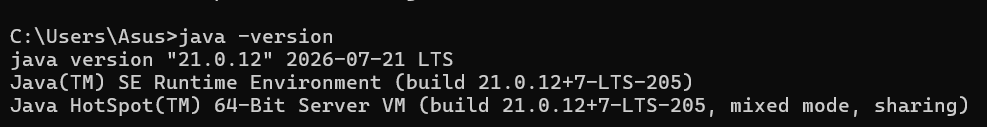 C:\Users\Asus>java -version
java version "21.0.12" 2026-07-21 LTS
Java(TM) SE Runtime Environment (build 21.0.12+7-LTS-205)
Java HotSpot(TM) 64-Bit Server VM (build 21.0.12+7-LTS-205, mixed mode, sharing)